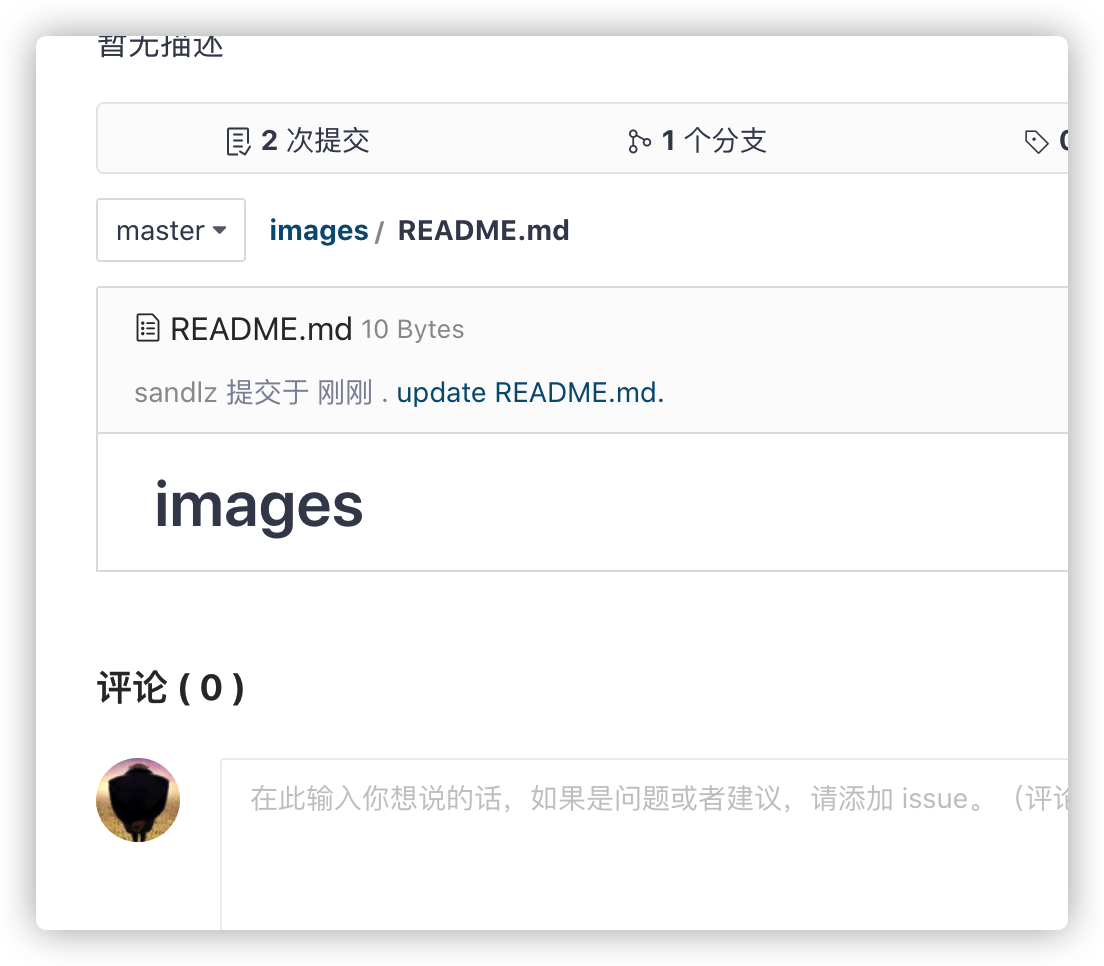 暂无描述
2 次提交
1 个分支
master
images / README.md
README.md 10 Bytes
sandlz 提交于 刚刚 . update README.md.
images
评论 ( 0 )
在此输入你想说的话，如果是问题或者建议，请添加 issue。（评论